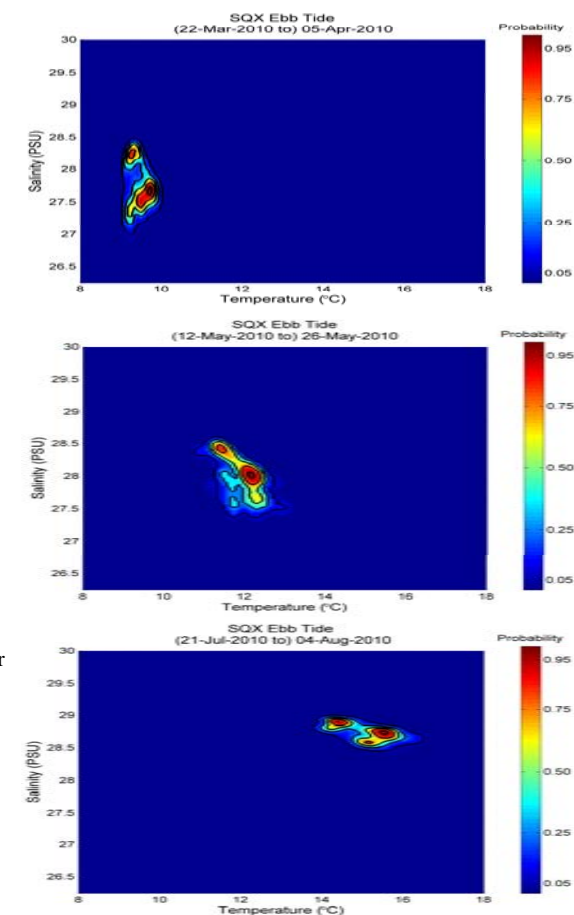 SQX Ebb Tide
(22-Mar-2010 to) 05-Apr-2010
Probability
30
29.5
29
28.5
28
27.5
27
26.5
Salinity (PSU)
8 10 12 14 16 18
Temperature (°C)
0.95
0.75
0.50
0.25
0.05
SQX Ebb Tide
(12-May-2010 to) 26-May-2010
Probability
30
29.5
29
28.5
28
27.5
27
26.5
Salinity (PSU)
8 10 12 14 16 18
Temperature (°C)
0.95
0.75
0.50
0.25
0.05
r
SQX Ebb Tide
(21-Jul-2010 to) 04-Aug-2010
Probability
30
29.5
29
28.5
28
27.5
27
26.5
Salinity (PSU)
8 10 12 14 16 18
Temperature (°C)
0.95
0.75
0.50
0.25
0.05